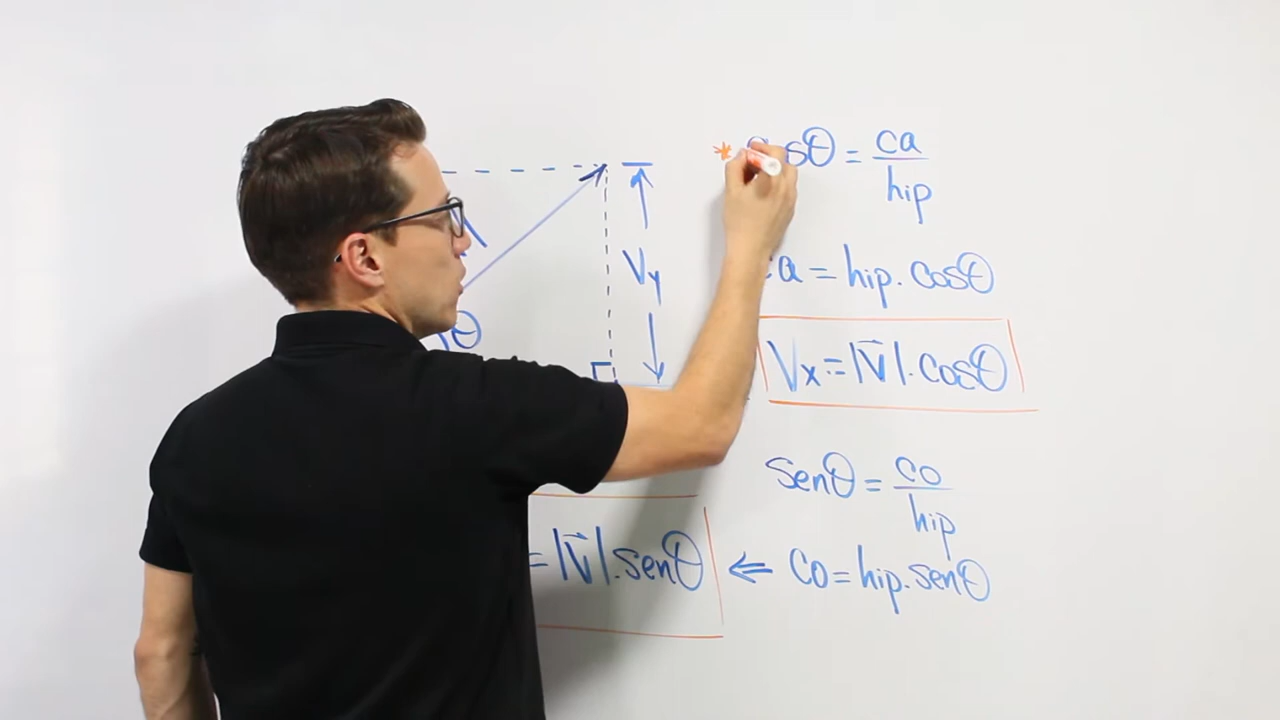 Vy
θ
cosθ = ca/hip
ca = hip. cosθ
Vx = |V⃗|. cosθ
senθ = co/hip
= |V⃗|. senθ ⇐ co = hip. senθ